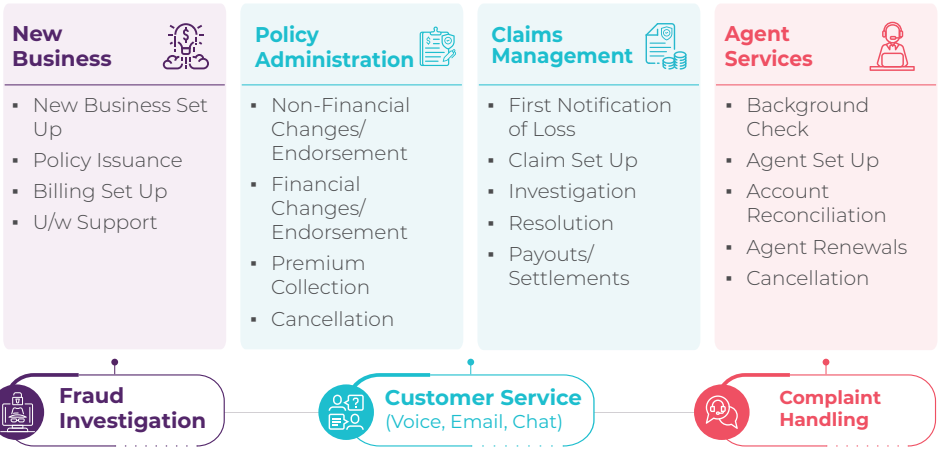 New
Business
New Business Set
Up
Policy Issuance
Billing Set Up
U/w Support
Policy
Administration
Non-Financial
Changes/
Endorsement
Financial
Changes/
Endorsement
Premium
Collection
Cancellation
Claims
Management
First Notification
of Loss
Claim Set Up
Investigation
Resolution
Payouts/
Settlements
Agent
Services
Background
Check
Agent Set Up
Account
Reconciliation
Agent Renewals
Cancellation
Fraud
Investigation
Customer Service
(Voice, Email, Chat)
Complaint
Handling